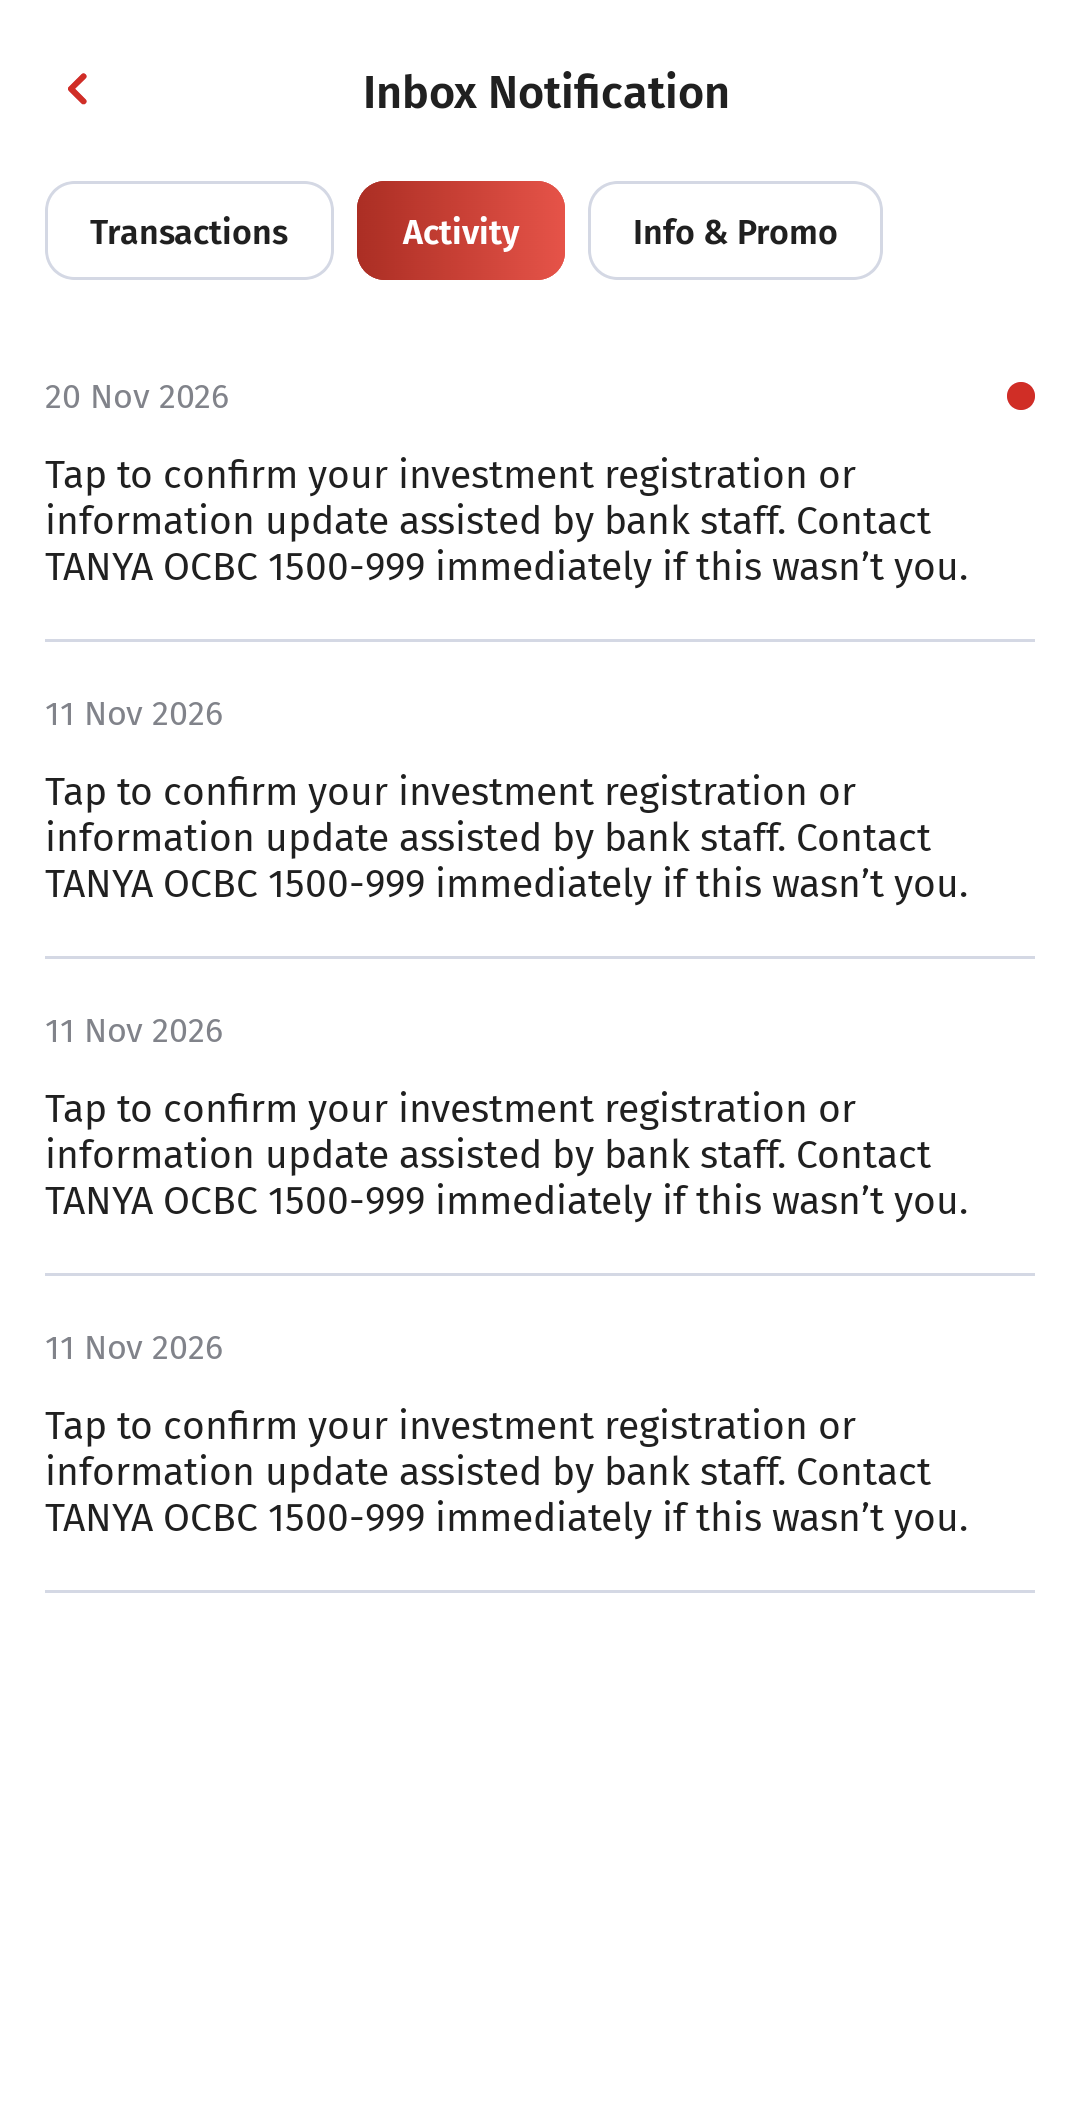 Inbox Notification
Transactions
Activity
Info & Promo
20 Nov 2026
Tap to confirm your investment registration or
information update assisted by bank staff. Contact
TANYA OCBC 1500-999 immediately if this wasn’t you.
11 Nov 2026
Tap to confirm your investment registration or
information update assisted by bank staff. Contact
TANYA OCBC 1500-999 immediately if this wasn’t you.
11 Nov 2026
Tap to confirm your investment registration or
information update assisted by bank staff. Contact
TANYA OCBC 1500-999 immediately if this wasn’t you.
11 Nov 2026
Tap to confirm your investment registration or
information update assisted by bank staff. Contact
TANYA OCBC 1500-999 immediately if this wasn’t you.